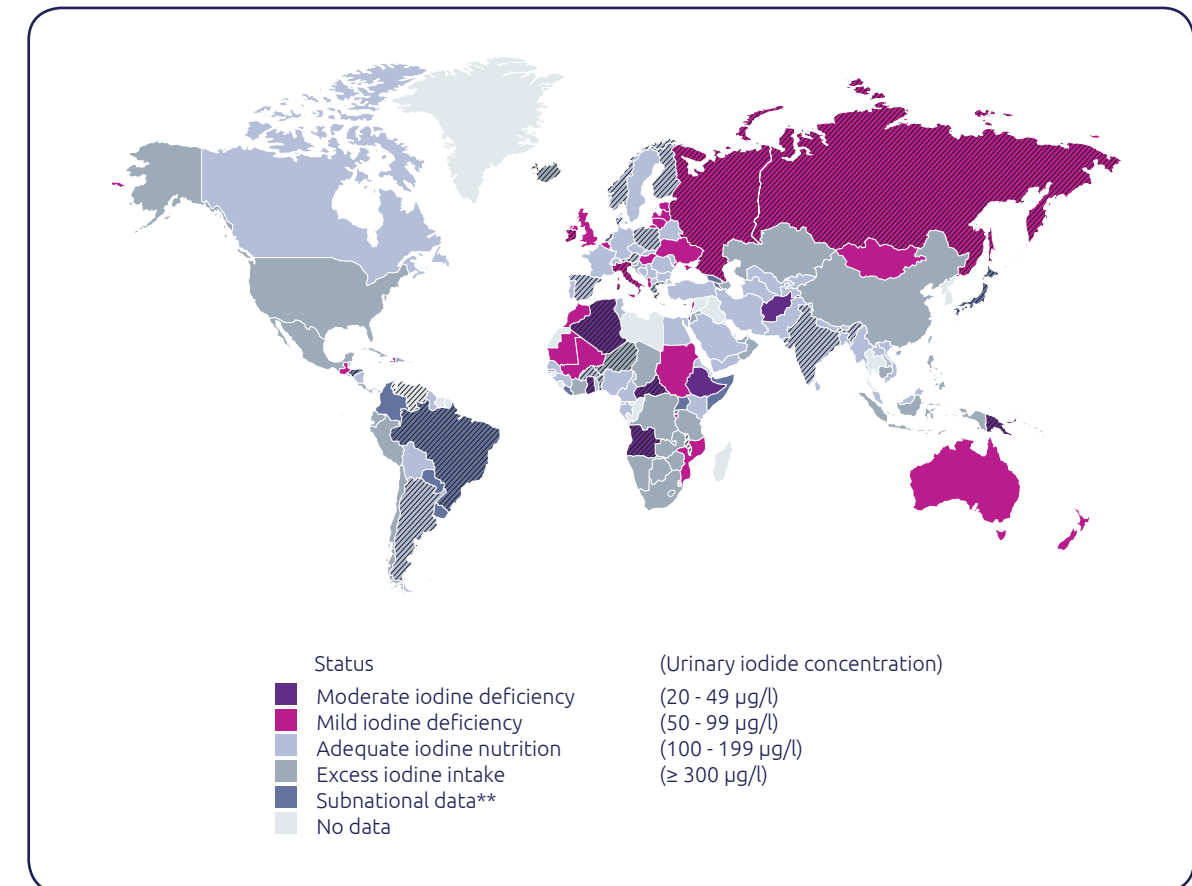 Status (Urinary iodide concentration)
Moderate iodine deficiency (20 - 49 µg/l)
Mild iodine deficiency (50 - 99 µg/l)
Adequate iodine nutrition (100 - 199 µg/l)
Excess iodine intake (≥ 300 µg/l)
Subnational data**
No data